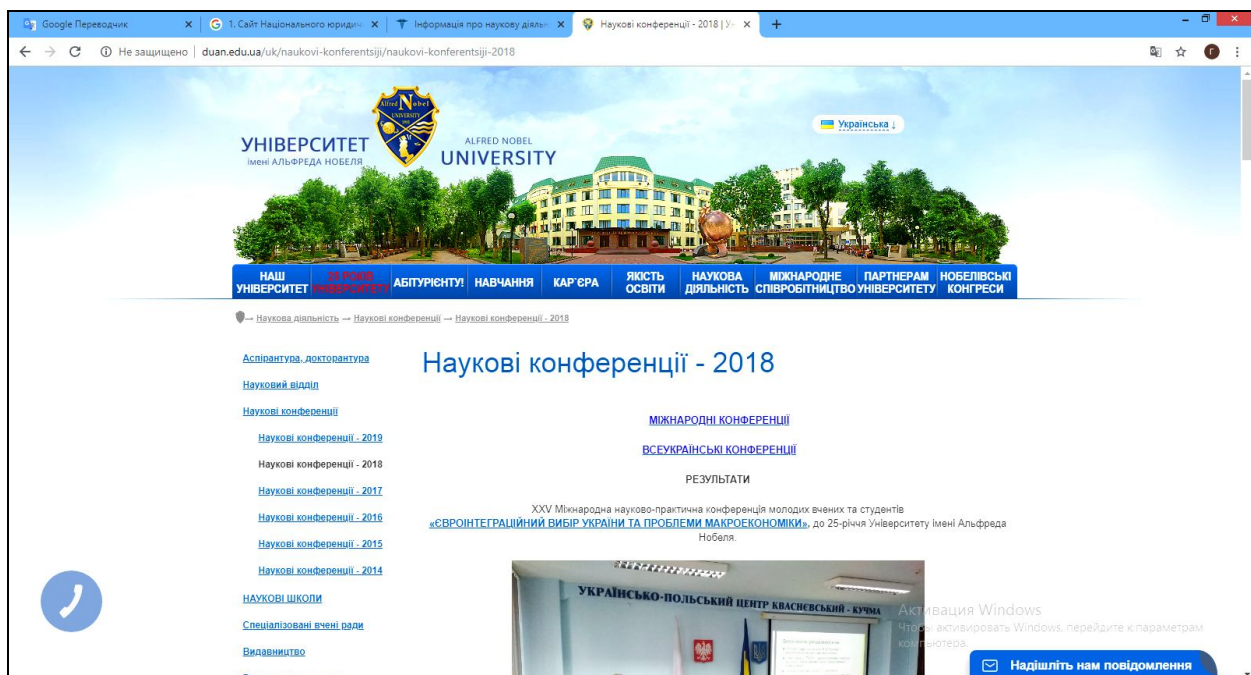 Google Переводчик
1. Сайт Національного юридич
Інформація про наукову діяль
Наукові конференції - 2018 | У
Не защищено | duan.edu.ua/uk/naukovi-konferentsiji/naukovi-konferentsiji-2018
Г
Alfred Nobel
UNIVERSITY
УНІВЕРСИТЕТ
імені АЛЬФРЕДА НОБЕЛЯ
ALFRED NOBEL
UNIVERSITY
Українська ↓
НАШ УНІВЕРСИТЕТ
25 РОКІВ УНІВЕРСИТЕТУ
АБІТУРІЄНТУ!
НАВЧАННЯ
КАР`ЄРА
ЯКІСТЬ ОСВІТИ
НАУКОВА ДІЯЛЬНІСТЬ
МІЖНАРОДНЕ СПІВРОБІТНИЦТВО
ПАРТНЕРАМ УНІВЕРСИТЕТУ
НОБЕЛІВСЬКІ КОНГРЕСИ
→ Наукова діяльність → Наукові конференції → Наукові конференції - 2018
Аспірантура, докторантура
Науковий відділ
Наукові конференції
Наукові конференції - 2019
Наукові конференції - 2018
Наукові конференції - 2017
Наукові конференції - 2016
Наукові конференції - 2015
Наукові конференції - 2014
НАУКОВІ ШКОЛИ
Спеціалізовані вчені ради
Видавництво
Наукові конференції - 2018
МІЖНАРОДНІ КОНФЕРЕНЦІЇ
ВСЕУКРАЇНСЬКІ КОНФЕРЕНЦІЇ
РЕЗУЛЬТАТИ
XXV Міжнародна науково-практична конференція молодих вчених та студентів
«ЄВРОІНТЕГРАЦІЙНИЙ ВИБІР УКРАЇНИ ТА ПРОБЛЕМИ МАКРОЕКОНОМІКИ», до 25-річчя Університету імені Альфреда
Нобеля.
УКРАЇНСЬКО-ПОЛЬСЬКИЙ ЦЕНТР КВАСНЄВСЬКИЙ - КУЧМА
Активация Windows
Чтобы активировать Windows, перейдите к параметрам
компьютера.
Надішліть нам повідомлення